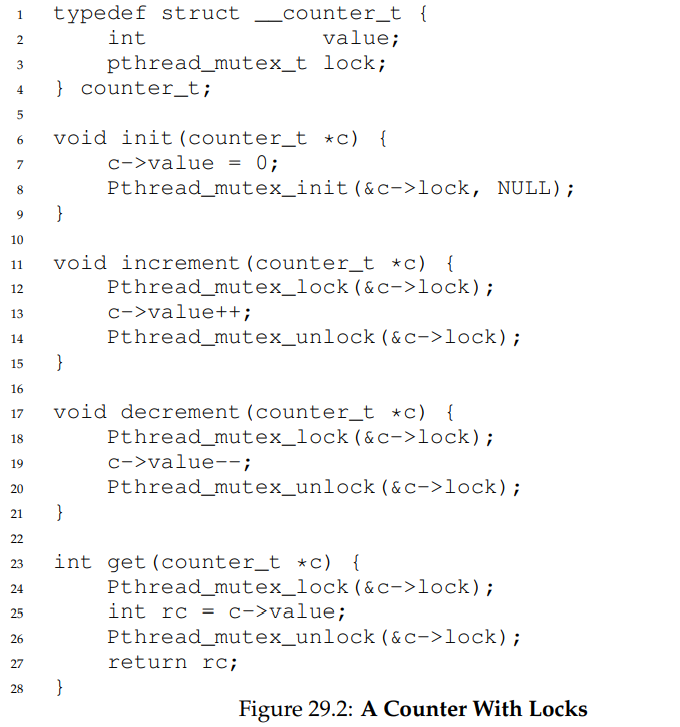 1 typedef struct __counter_t {
2 int value;
3 pthread_mutex_t lock;
4 } counter_t;
5
6 void init(counter_t *c) {
7 c->value = 0;
8 Pthread_mutex_init(&c->lock, NULL);
9 }
10
11 void increment(counter_t *c) {
12 Pthread_mutex_lock(&c->lock);
13 c->value++;
14 Pthread_mutex_unlock(&c->lock);
15 }
16
17 void decrement(counter_t *c) {
18 Pthread_mutex_lock(&c->lock);
19 c->value--;
20 Pthread_mutex_unlock(&c->lock);
21 }
22
23 int get(counter_t *c) {
24 Pthread_mutex_lock(&c->lock);
25 int rc = c->value;
26 Pthread_mutex_unlock(&c->lock);
27 return rc;
28 }
Figure 29.2: A Counter With Locks